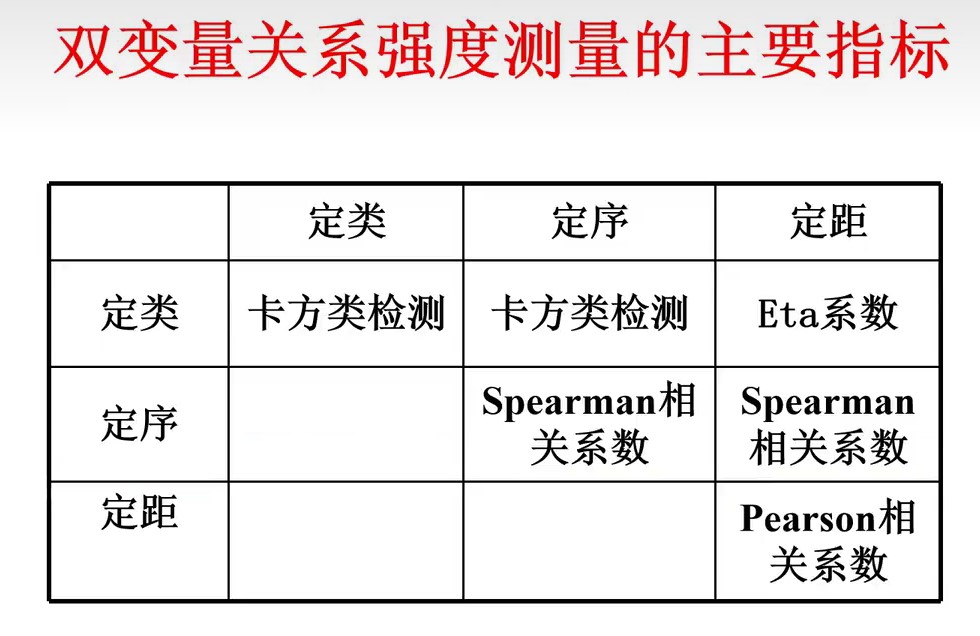 双变量关系强度测量的主要指标
定类 定序 定距
定类 卡方类检测 卡方类检测 Eta系数
定序 Spearman相关系数 Spearman相关系数
定距 Pearson相关系数